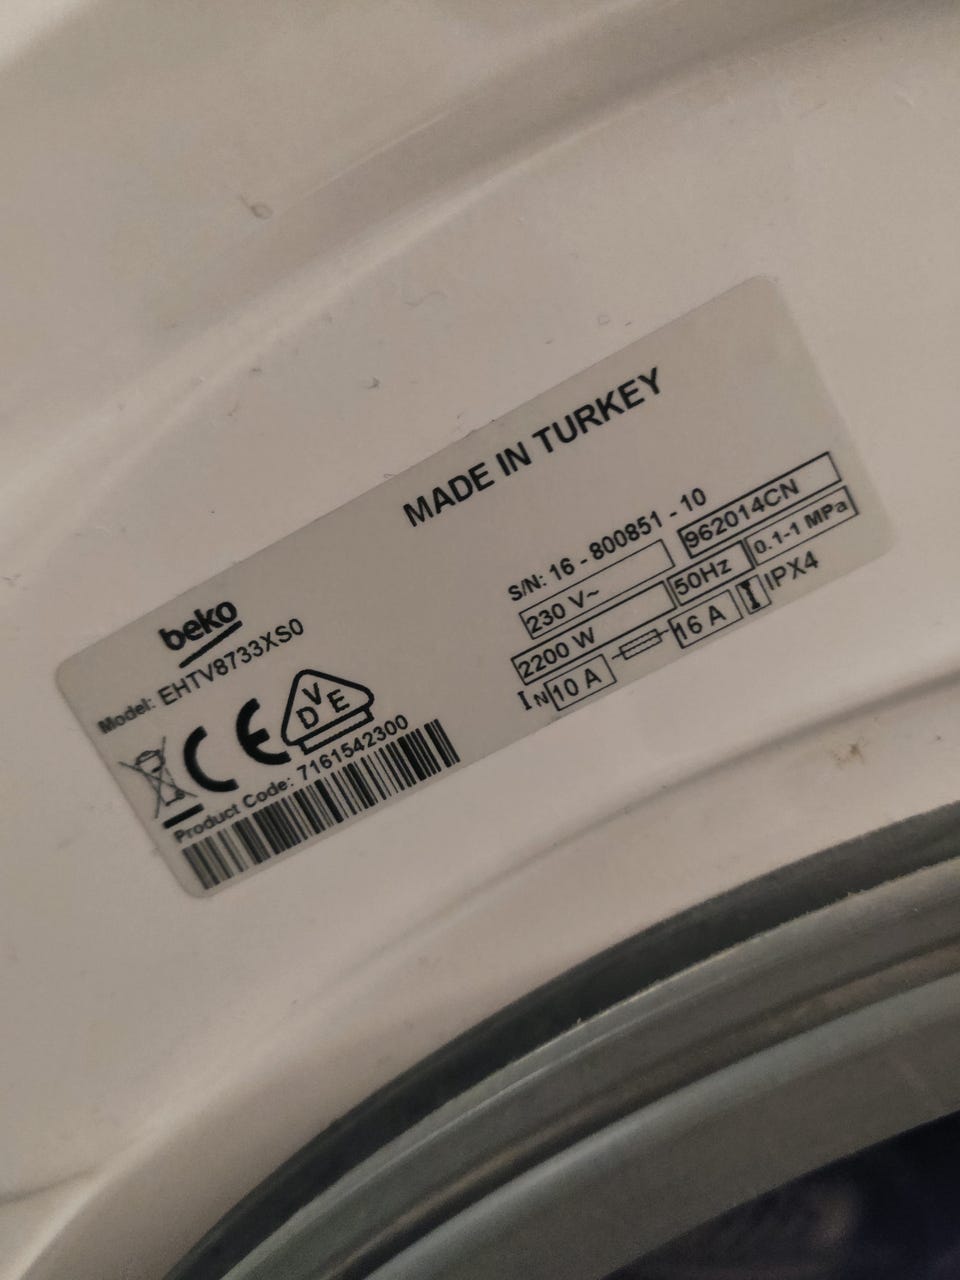 MADE IN TURKEY
beko
Model: EHTV8733XS0
CE
VDE
Product Code: 7161542300
S/N: 16 - 800851 - 10
230 V~ 962014CN
2200 W 50Hz 0.1-1 MPa
IN 10 A 16 A IPX4